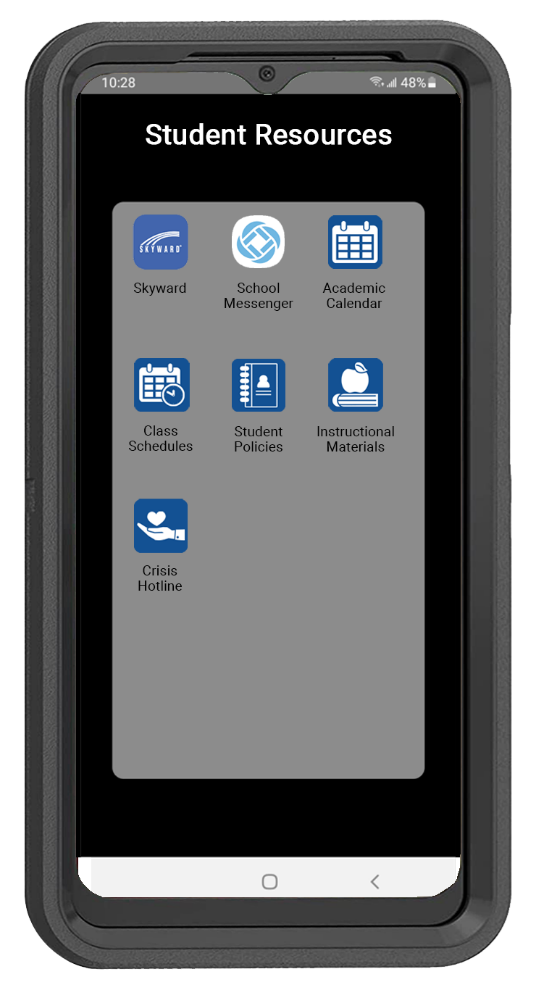 10:28
48%
Student Resources
SKYWARD
Skyward
School
Messenger
Academic
Calendar
Class
Schedules
Student
Policies
Instructional
Materials
Crisis
Hotline